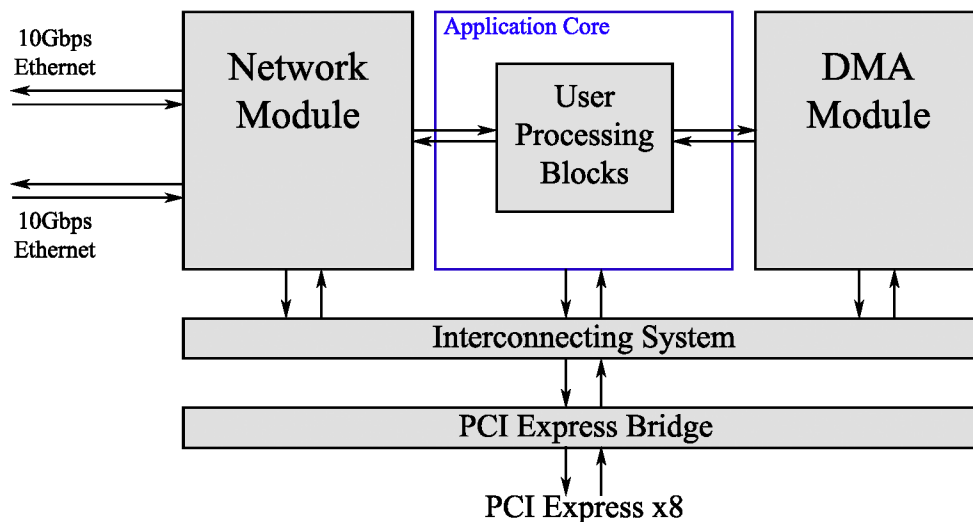 10Gbps
Ethernet
10Gbps
Ethernet
Network
Module
Application Core
User
Processing
Blocks
DMA
Module
Interconnecting System
PCI Express Bridge
PCI Express x8